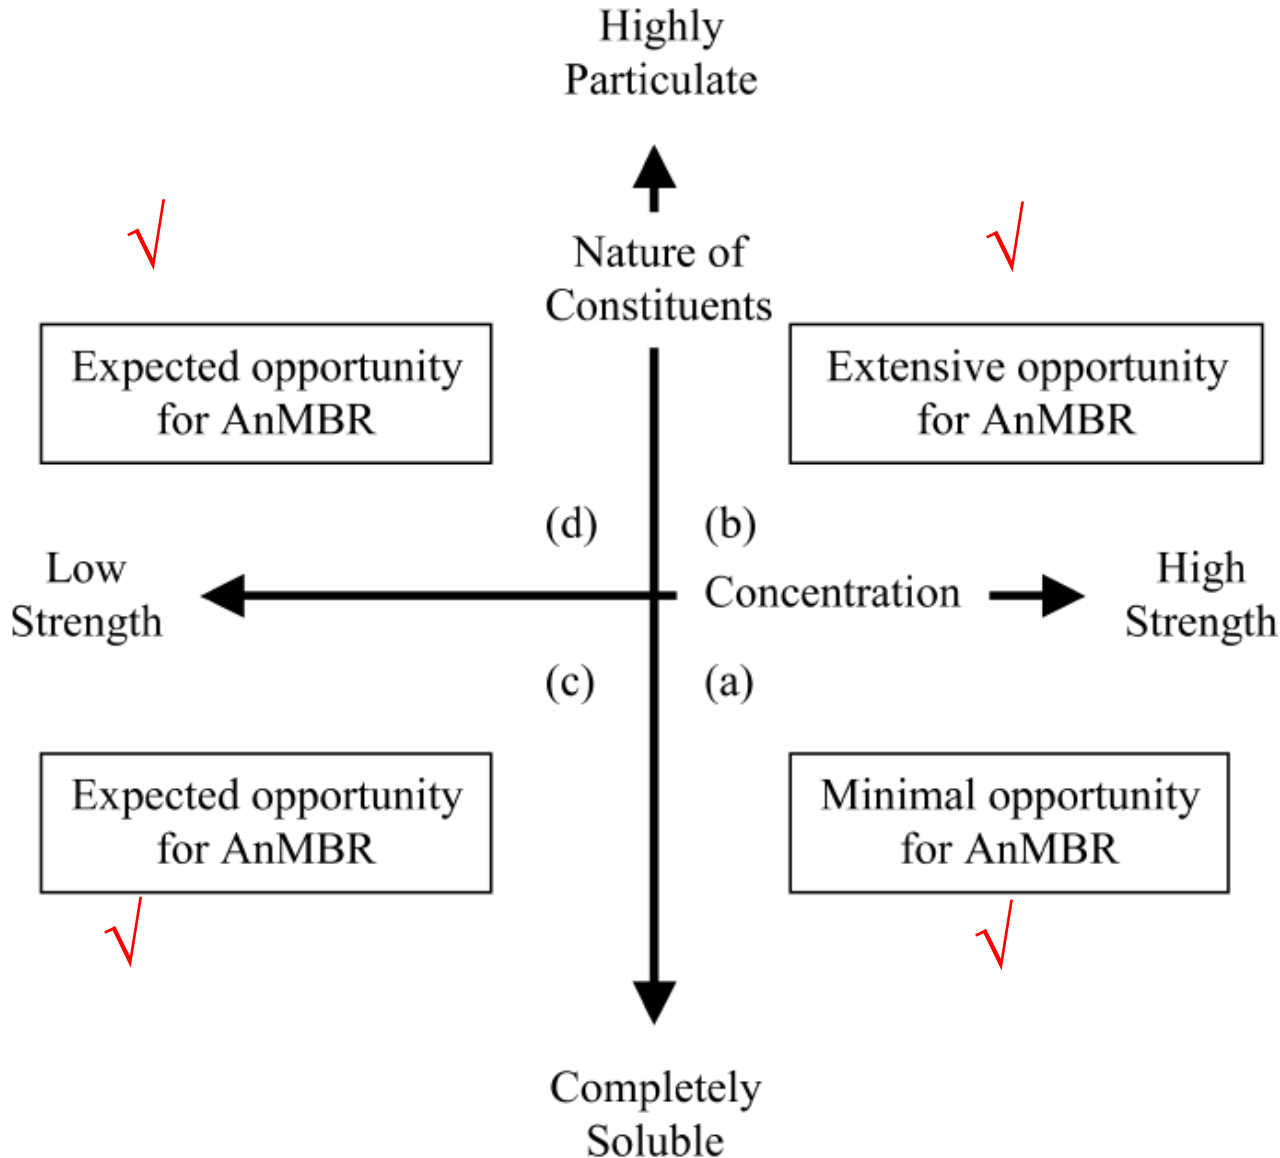 Highly
Particulate
√
√
Nature of
Constituents
Expected opportunity
for AnMBR
Extensive opportunity
for AnMBR
(d)
(b)
Low
Strength
Concentration
High
Strength
(c)
(a)
Expected opportunity
for AnMBR
Minimal opportunity
for AnMBR
√
√
Completely
Soluble